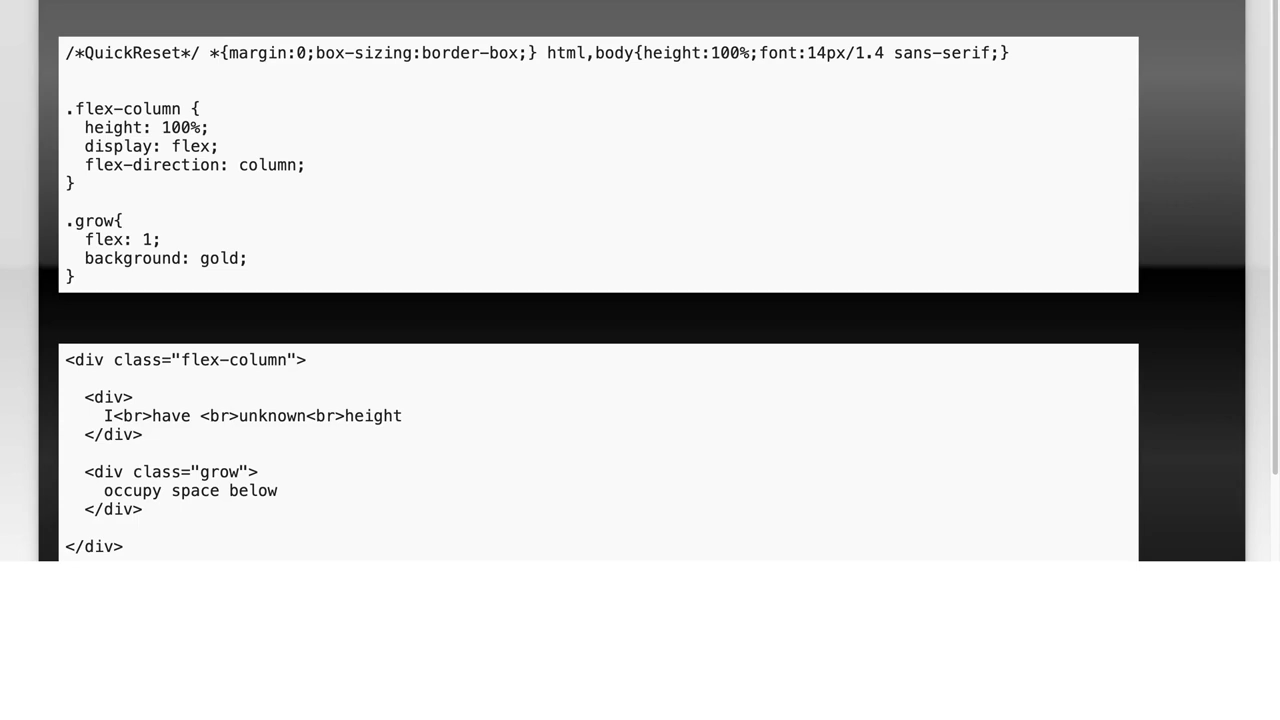 /*QuickReset*/ *{margin:0;box-sizing:border-box;} html,body{height:100%;font:14px/1.4 sans-serif;}
.flex-column {
height: 100%;
display: flex;
flex-direction: column;
}
.grow{
flex: 1;
background: gold;
}
<div class="flex-column">
<div>
I<br>have <br>unknown<br>height
</div>
<div class="grow">
occupy space below
</div>
</div>